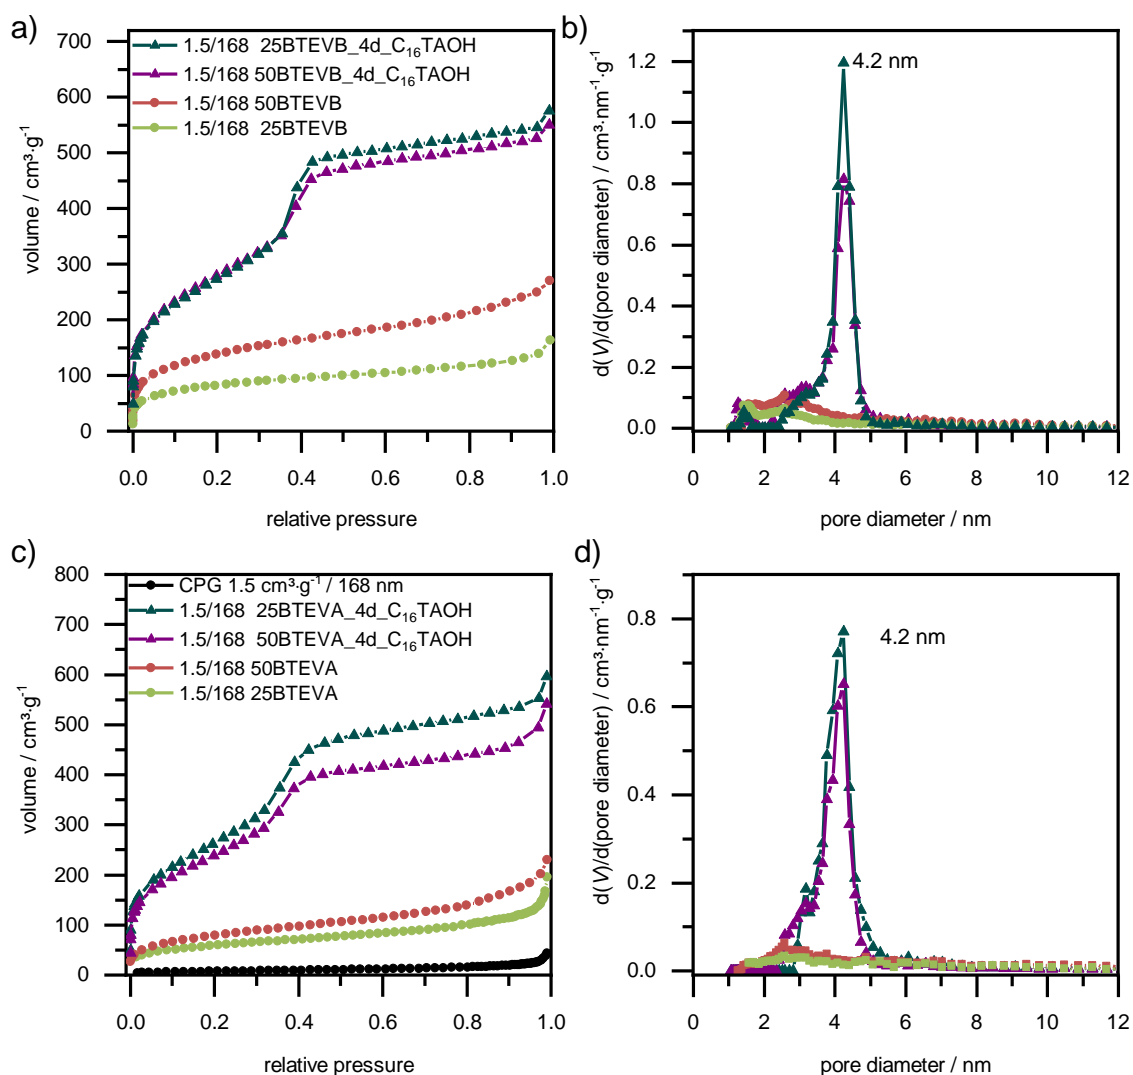 a)
700
600
500
400
300
200
100
0
volume / cm³·g⁻¹
1.5/168 25BTEVB_4d_C₁₆TAOH
1.5/168 50BTEVB_4d_C₁₆TAOH
1.5/168 50BTEVB
1.5/168 25BTEVB
0.0 0.2 0.4 0.6 0.8 1.0
relative pressure
b)
1.2
1.0
0.8
0.6
0.4
0.2
0.0
d(V)/d(pore diameter) / cm³·nm⁻¹·g⁻¹
4.2 nm
0 2 4 6 8 10 12
pore diameter / nm
c)
800
700
600
500
400
300
200
100
0
volume / cm³·g⁻¹
CPG 1.5 cm³·g⁻¹ / 168 nm
1.5/168 25BTEVA_4d_C₁₆TAOH
1.5/168 50BTEVA_4d_C₁₆TAOH
1.5/168 50BTEVA
1.5/168 25BTEVA
0.0 0.2 0.4 0.6 0.8 1.0
relative pressure
d)
0.8
0.6
0.4
0.2
0.0
d(V)/d(pore diameter) / cm³·nm⁻¹·g⁻¹
4.2 nm
0 2 4 6 8 10 12
pore diameter / nm